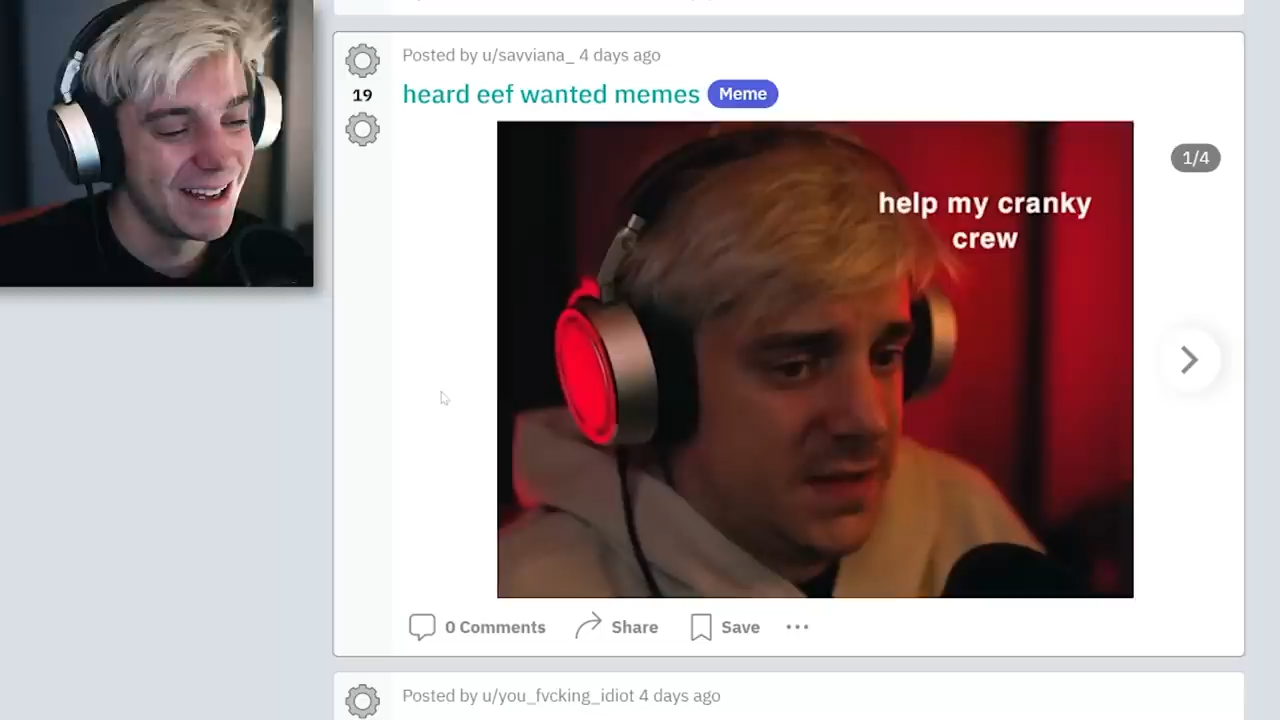 Posted by u/savviana_ 4 days ago
19
heard eef wanted memes Meme
1/4
help my cranky
crew
0 Comments Share Save
Posted by u/you_fvcking_idiot 4 days ago